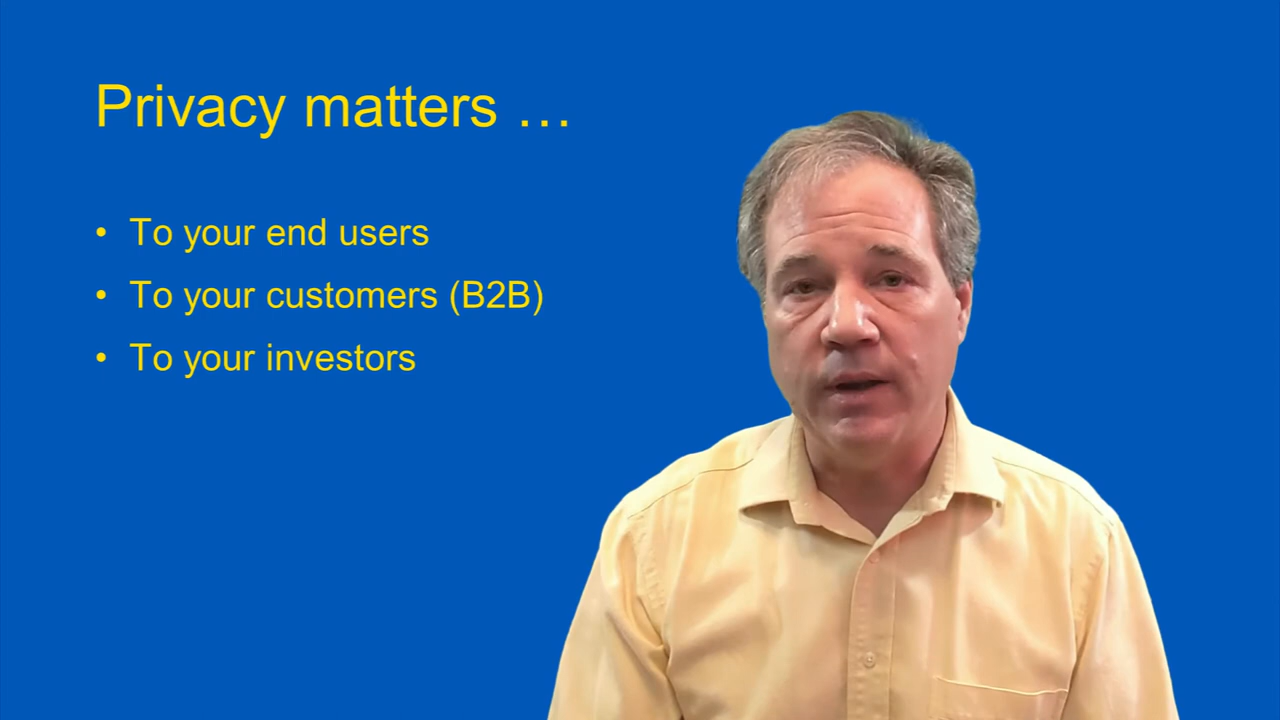 Privacy matters …
• To your end users
• To your customers (B2B)
• To your investors